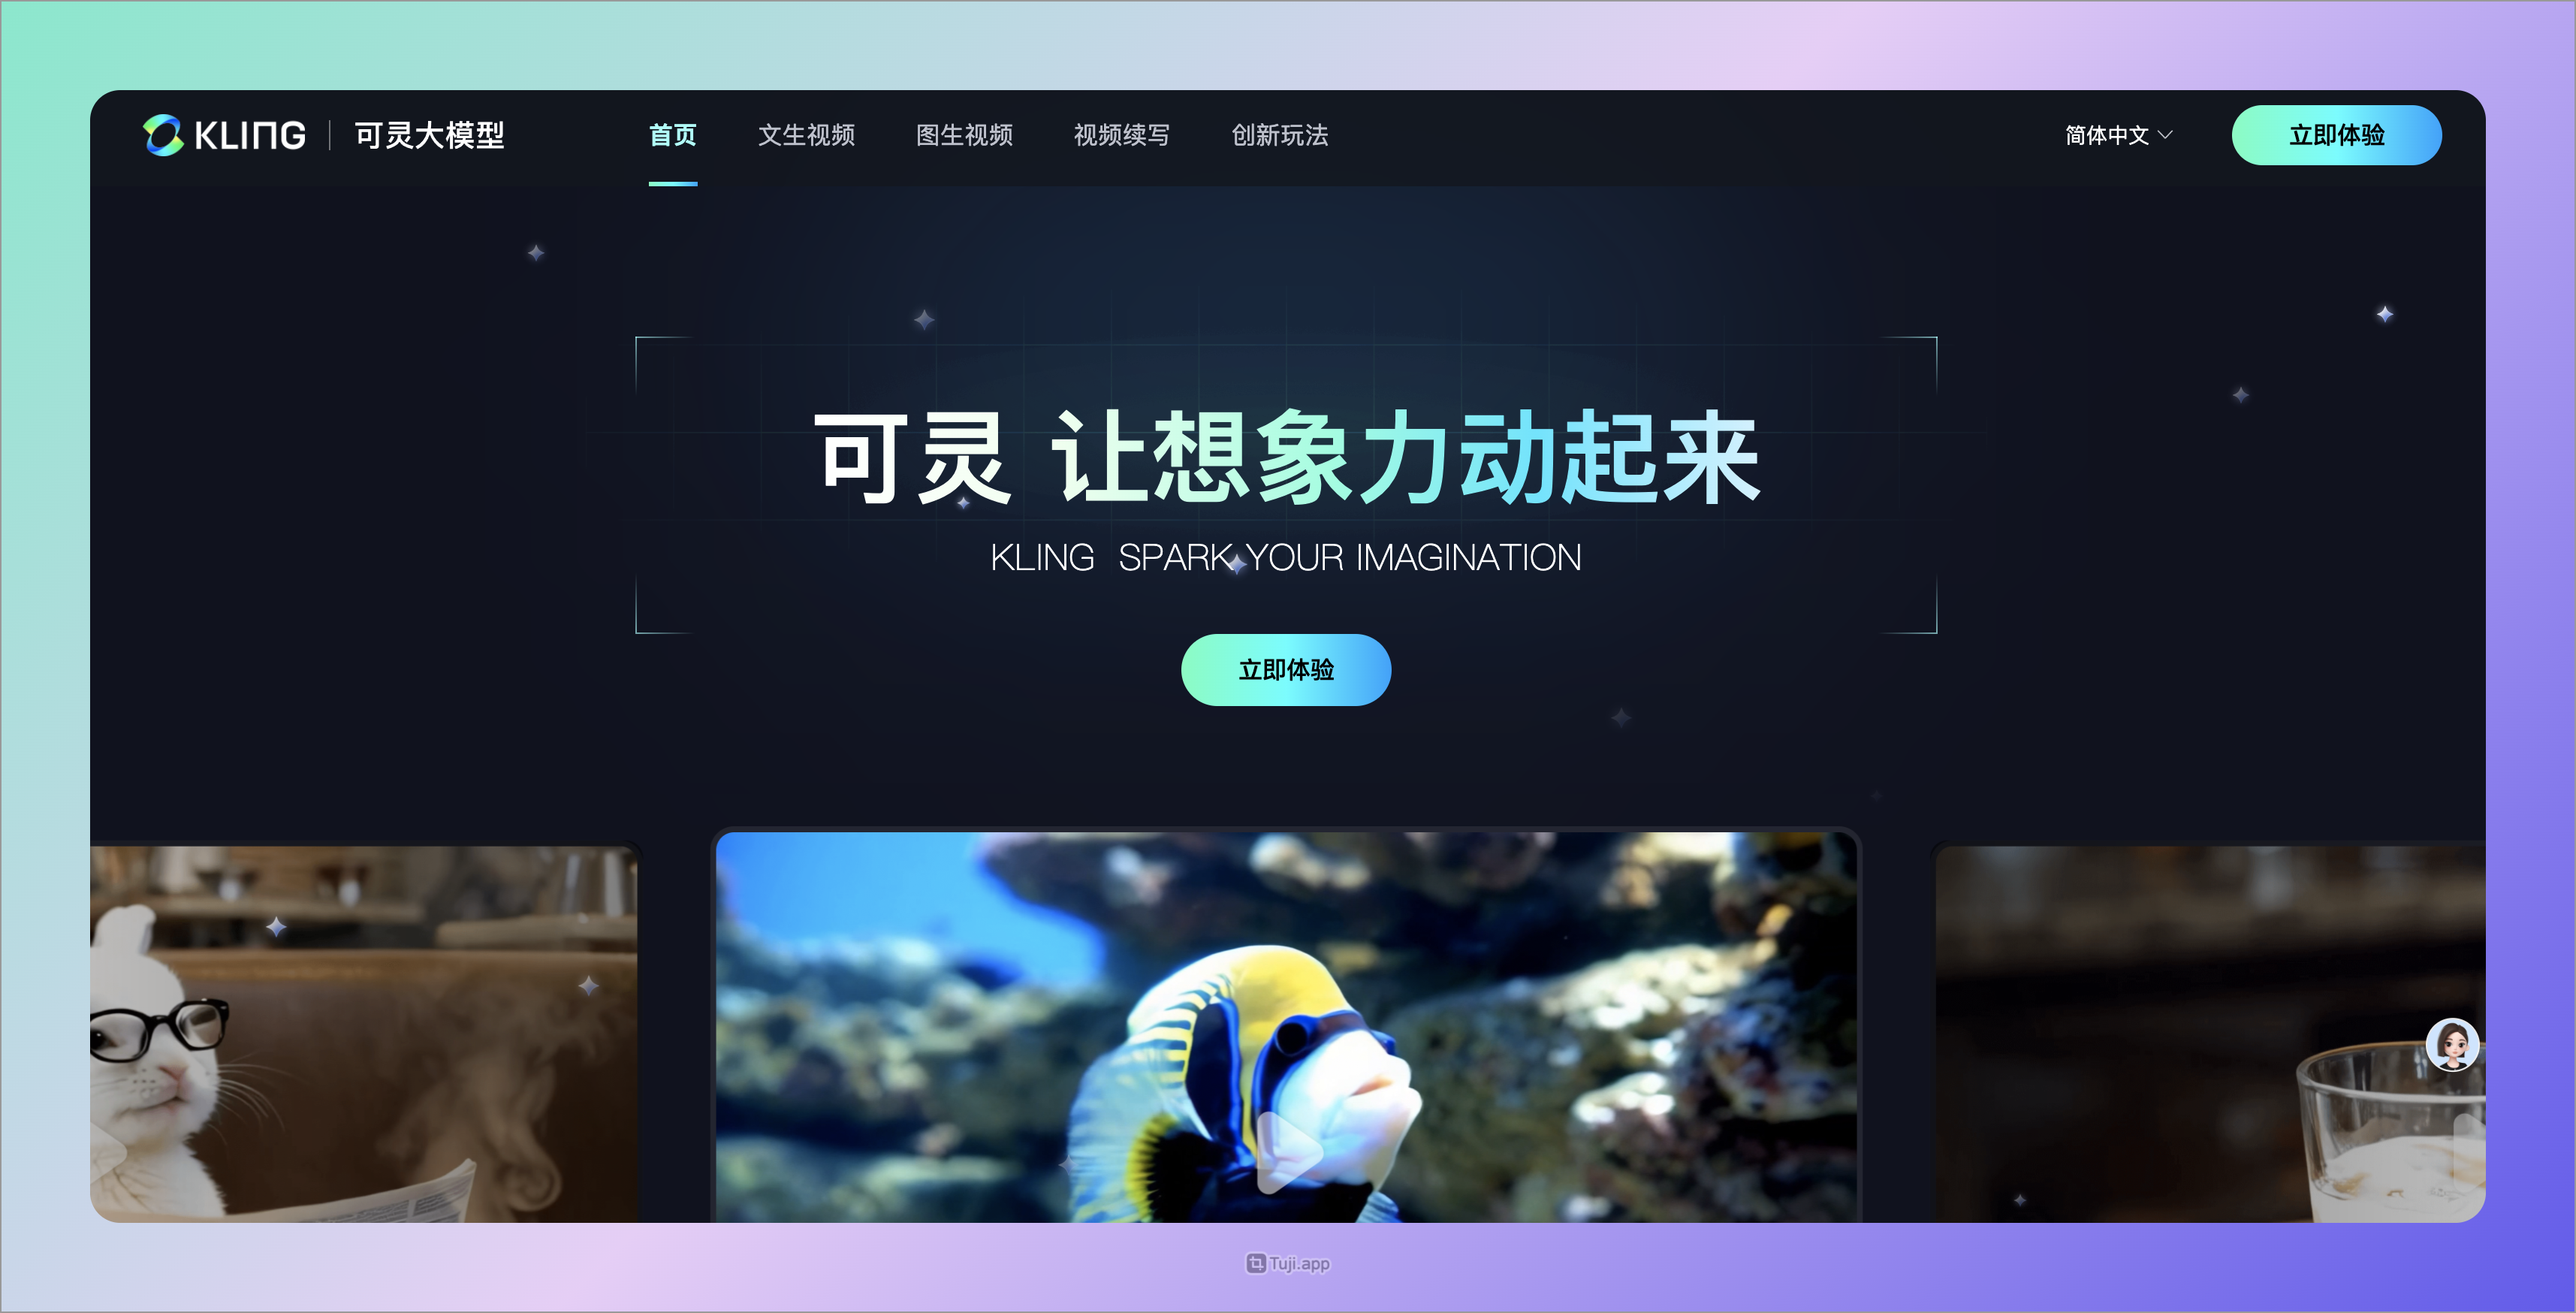 KLING 可灵大模型
首页 文生视频 图生视频 视频续写 创新玩法
简体中文 立即体验
可灵 让想象力动起来
KLING SPARK YOUR IMAGINATION
立即体验
Tuji.app